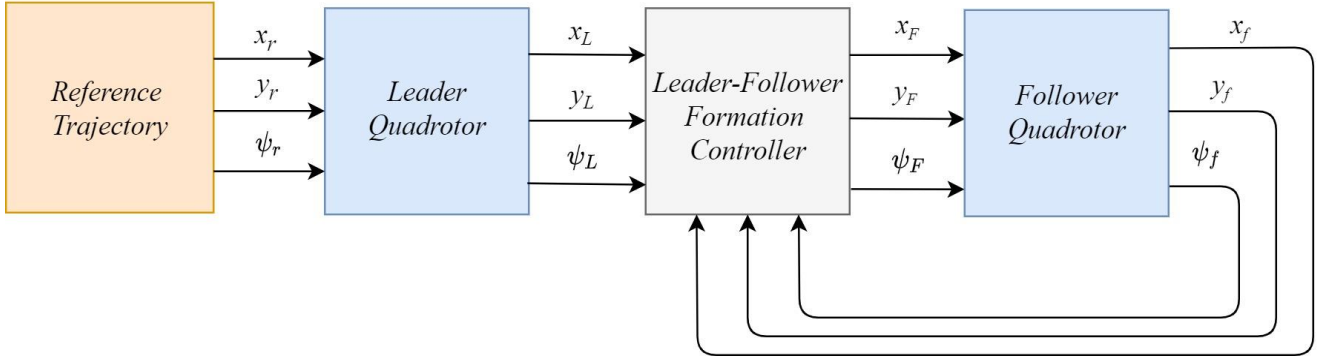 Reference
Trajectory
x_r
y_r
ψ_r
Leader
Quadrotor
x_L
y_L
ψ_L
Leader-Follower
Formation
Controller
x_F
y_F
ψ_F
Follower
Quadrotor
x_f
y_f
ψ_f